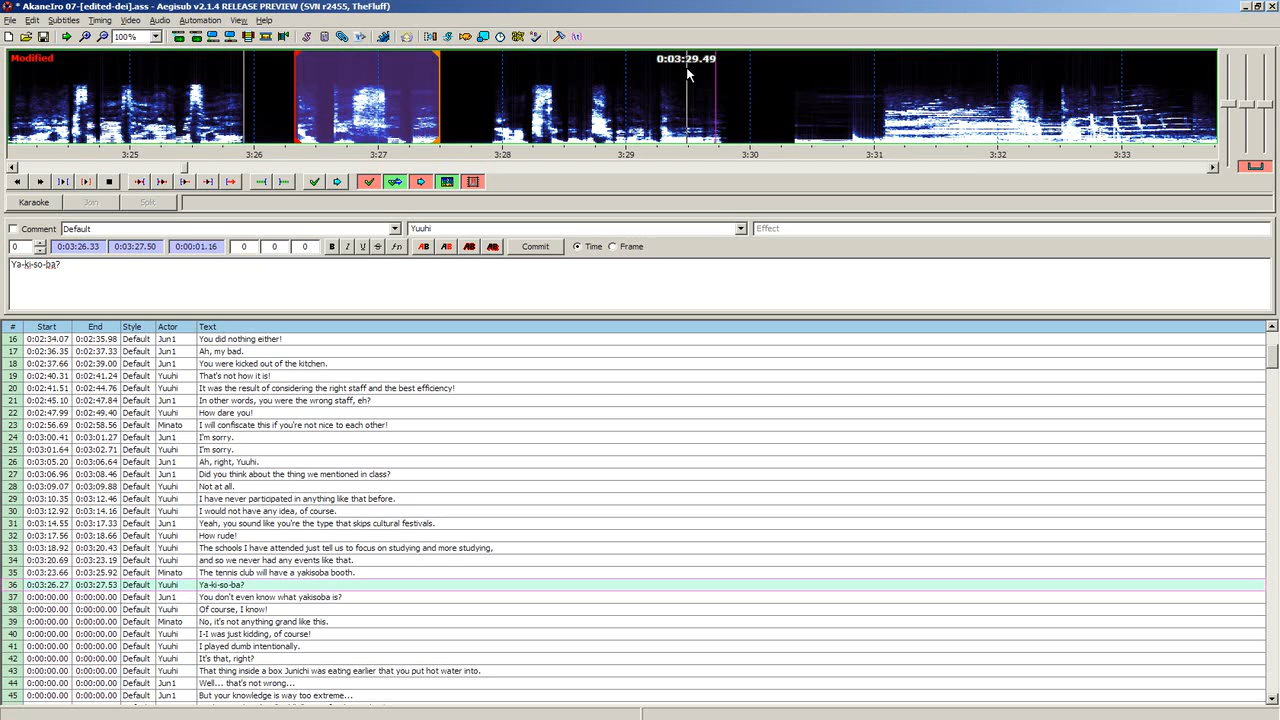 * AkaneIro 07-[edited-dei].ass - Aegisub v2.1.4 RELEASE PREVIEW (SVN r2455, TheFluff)
File Edit Subtitles Timing Video Audio Automation View Help
100%
Modified
0:03:29.49
3:25 3:26 3:27 3:28 3:29 3:30 3:31 3:32 3:33
Karaoke Join Split
Comment Default Yuuhi Effect
0 0:03:26.33 0:03:27.50 0:00:01.16 0 0 0 B I U S fn AB AB AB AB Commit Time Frame
Ya-ki-so-ba?
# Start End Style Actor Text
16 0:02:34.07 0:02:35.98 Default Jun1 You did nothing either!
17 0:02:36.35 0:02:37.33 Default Jun1 Ah, my bad.
18 0:02:37.66 0:02:39.00 Default Jun1 You were kicked out of the kitchen.
19 0:02:40.31 0:02:41.24 Default Yuuhi That's not how it is!
20 0:02:41.51 0:02:44.76 Default Yuuhi It was the result of considering the right staff and the best efficiency!
21 0:02:45.10 0:02:47.84 Default Jun1 In other words, you were the wrong staff, eh?
22 0:02:47.99 0:02:49.40 Default Yuuhi How dare you!
23 0:02:56.69 0:02:58.56 Default Minato I will confiscate this if you're not nice to each other!
24 0:03:00.41 0:03:01.27 Default Jun1 I'm sorry.
25 0:03:01.64 0:03:02.71 Default Yuuhi I'm sorry.
26 0:03:05.20 0:03:06.64 Default Jun1 Ah, right, Yuuhi.
27 0:03:06.96 0:03:08.46 Default Jun1 Did you think about the thing we mentioned in class?
28 0:03:09.07 0:03:09.88 Default Yuuhi Not at all.
29 0:03:10.35 0:03:12.46 Default Yuuhi I have never participated in anything like that before.
30 0:03:12.92 0:03:14.16 Default Yuuhi I would not have any idea, of course.
31 0:03:14.55 0:03:17.33 Default Jun1 Yeah, you sound like you're the type that skips cultural festivals.
32 0:03:17.56 0:03:18.66 Default Yuuhi How rude!
33 0:03:18.92 0:03:20.43 Default Yuuhi The schools I have attended just tell us to focus on studying and more studying,
34 0:03:20.69 0:03:23.19 Default Yuuhi and so we never had any events like that.
35 0:03:23.66 0:03:25.92 Default Minato The tennis club will have a yakisoba booth.
36 0:03:26.27 0:03:27.53 Default Yuuhi Ya-ki-so-ba?
37 0:00:00.00 0:00:00.00 Default Jun1 You don't even know what yakisoba is?
38 0:00:00.00 0:00:00.00 Default Yuuhi Of course, I know!
39 0:00:00.00 0:00:00.00 Default Minato No, it's not anything grand like this.
40 0:00:00.00 0:00:00.00 Default Yuuhi I-I was just kidding, of course!
41 0:00:00.00 0:00:00.00 Default Yuuhi I played dumb intentionally.
42 0:00:00.00 0:00:00.00 Default Yuuhi It's that, right?
43 0:00:00.00 0:00:00.00 Default Yuuhi That thing inside a box Junichi was eating earlier that you put hot water into.
44 0:00:00.00 0:00:00.00 Default Jun1 Well... that's not wrong...
45 0:00:00.00 0:00:00.00 Default Jun1 But your knowledge is way too extreme...